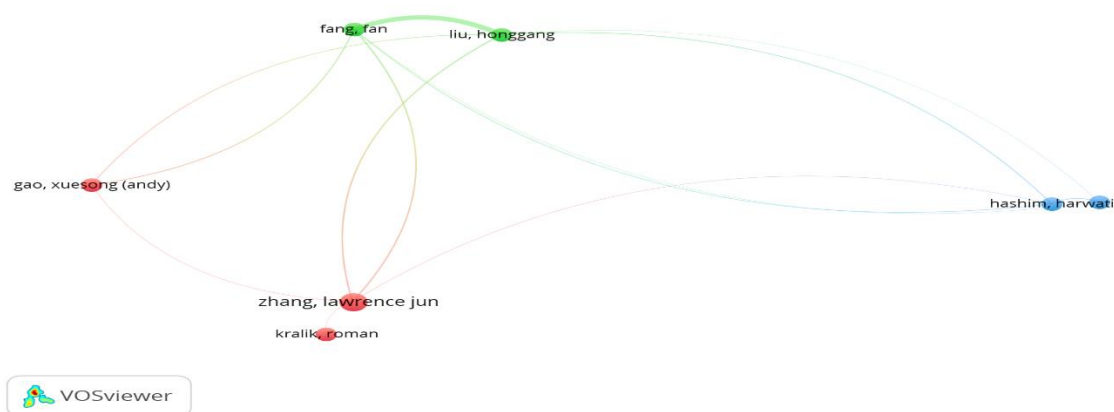 fang, fan
liu, honggang
gao, xuesong (andy)
hashim, harwati
zhang, lawrence jun
kralik, roman
VOSviewer